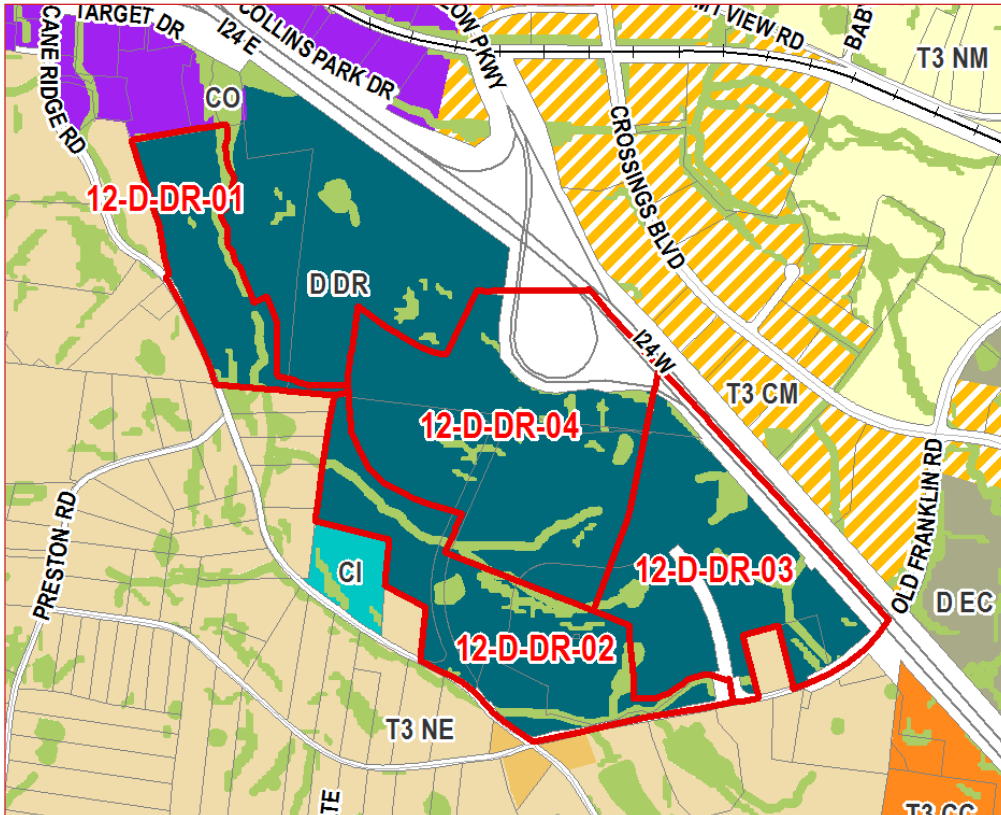 TARGET DR
I24 E
COLLINS PARK DR
LOW PKWY
MT VIEW RD
BAB
T3 NM
CANE RIDGE RD
CO
CROSSINGS BLVD
12-D-DR-01
D DR
I24 W
T3 CM
12-D-DR-04
OLD FRANKLIN RD
PRESTON RD
CI
12-D-DR-03
D EC
12-D-DR-02
T3 NE
TE
T3 CC